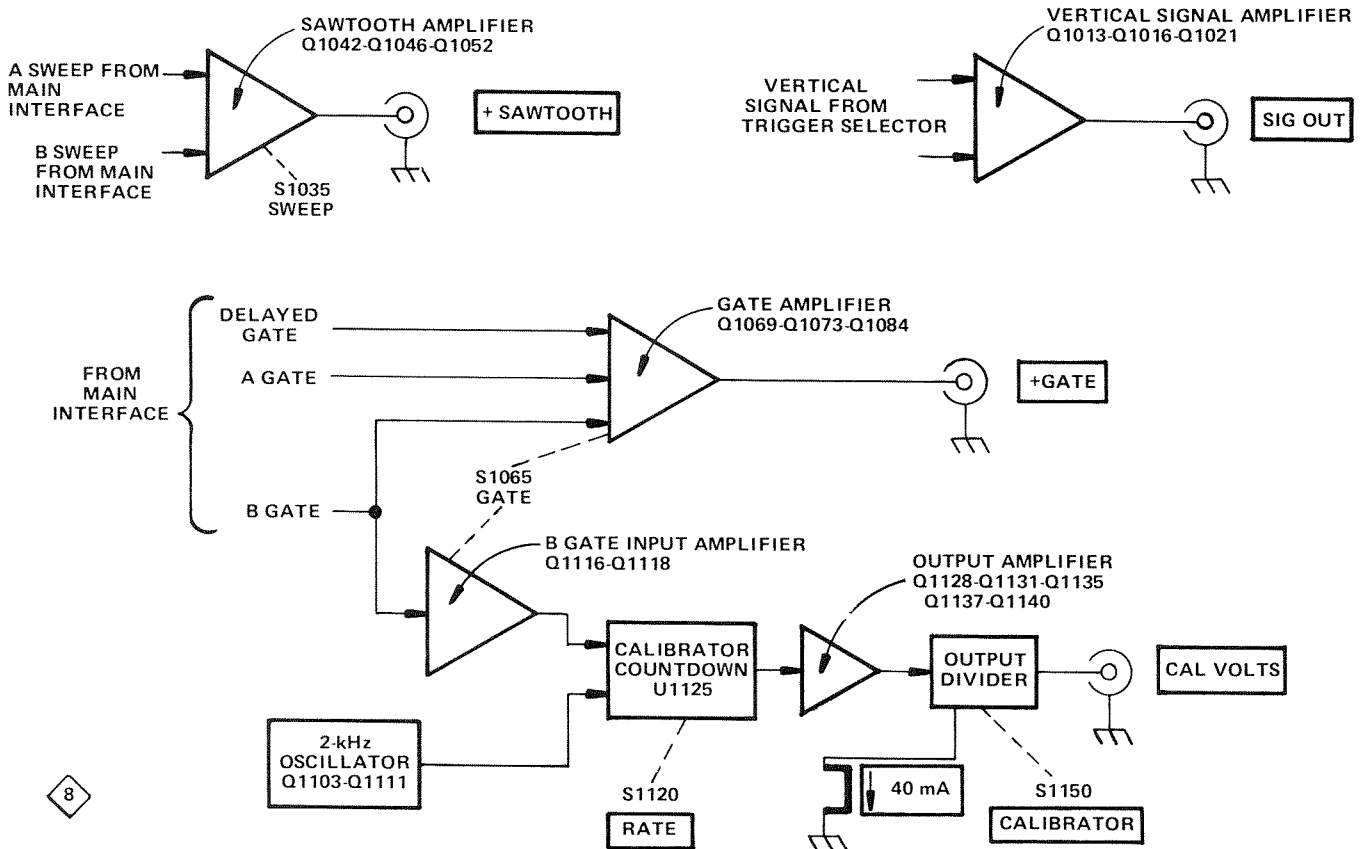 SAWTOOTH AMPLIFIER
Q1042-Q1046-Q1052
A SWEEP FROM
MAIN
INTERFACE
B SWEEP
FROM MAIN
INTERFACE
+ SAWTOOTH
S1035
SWEEP
VERTICAL SIGNAL AMPLIFIER
Q1013-Q1016-Q1021
VERTICAL
SIGNAL FROM
TRIGGER SELECTOR
SIG OUT
FROM
MAIN
INTERFACE
DELAYED
GATE
A GATE
B GATE
GATE AMPLIFIER
Q1069-Q1073-Q1084
+GATE
S1065
GATE
B GATE INPUT AMPLIFIER
Q1116-Q1118
OUTPUT AMPLIFIER
Q1128-Q1131-Q1135
Q1137-Q1140
CALIBRATOR
COUNTDOWN
U1125
OUTPUT
DIVIDER
CAL VOLTS
2-kHz
OSCILLATOR
Q1103-Q1111
S1120
RATE
40 mA
S1150
CALIBRATOR
8